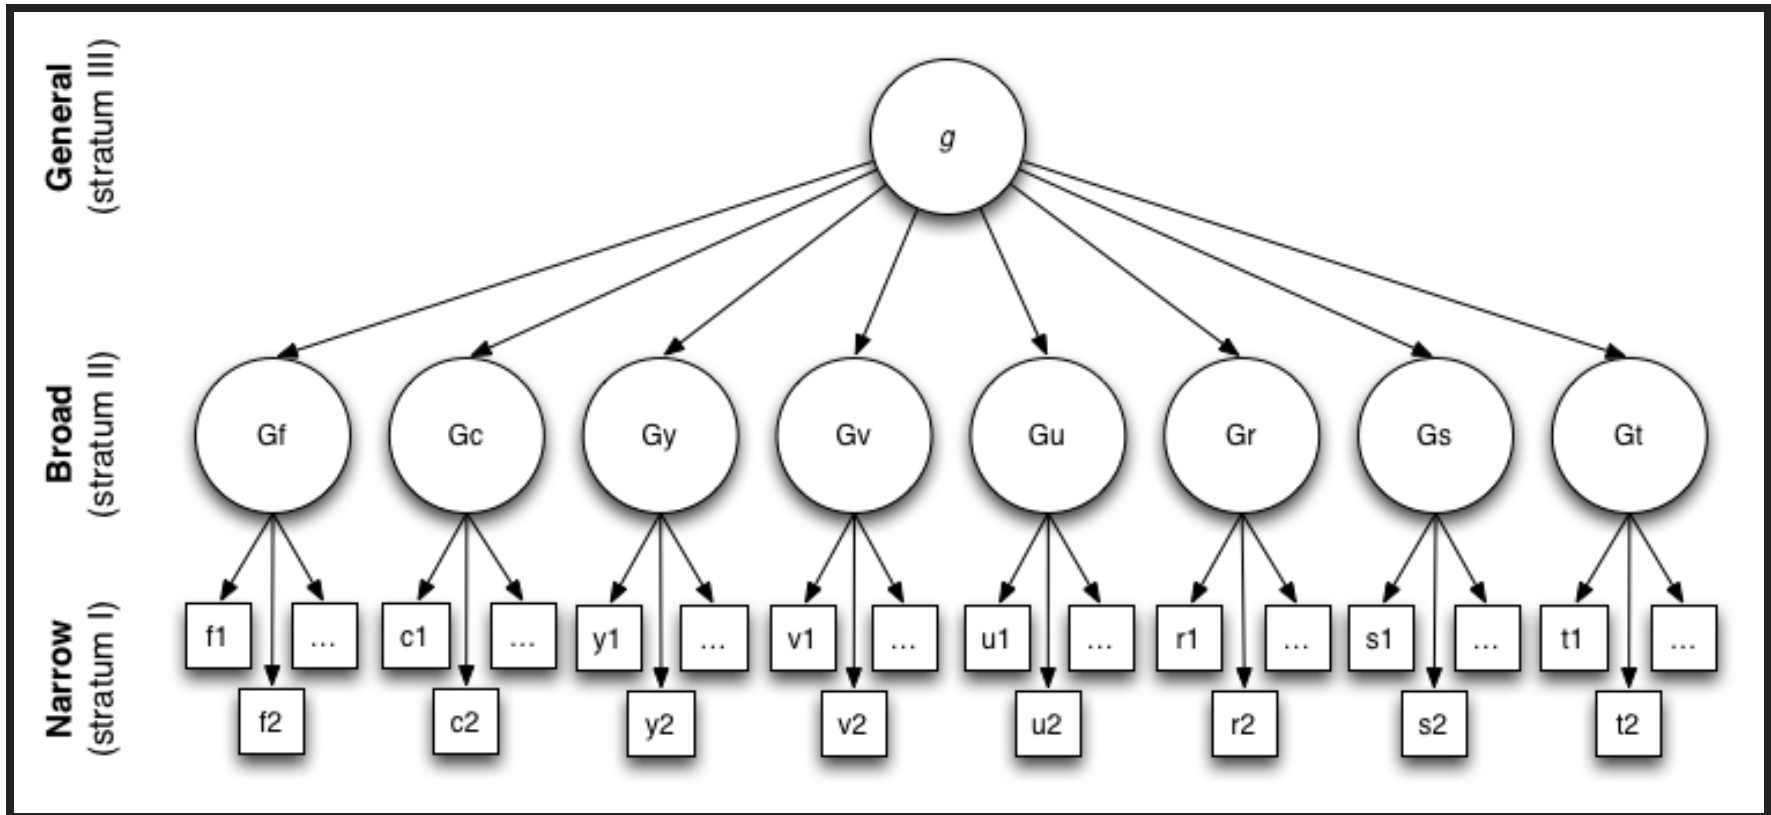 General
(stratum III)
g
Broad
(stratum II)
Gf Gc Gy Gv Gu Gr Gs Gt
Narrow
(stratum I)
f1 ... c1 ... y1 ... v1 ... u1 ... r1 ... s1 ... t1 ...
f2 c2 y2 v2 u2 r2 s2 t2